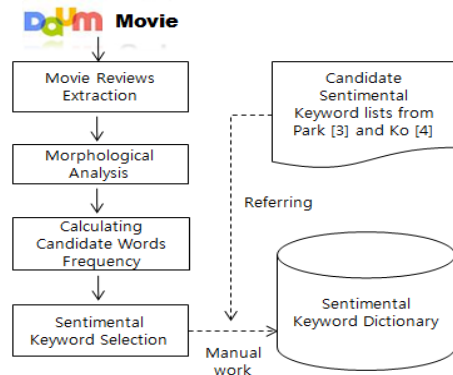 Daum Movie
Movie Reviews
Extraction
Morphological
Analysis
Calculating
Candidate Words
Frequency
Sentimental
Keyword Selection
Candidate
Sentimental
Keyword lists from
Park [3] and Ko [4]
Referring
Sentimental
Keyword Dictionary
Manual
work